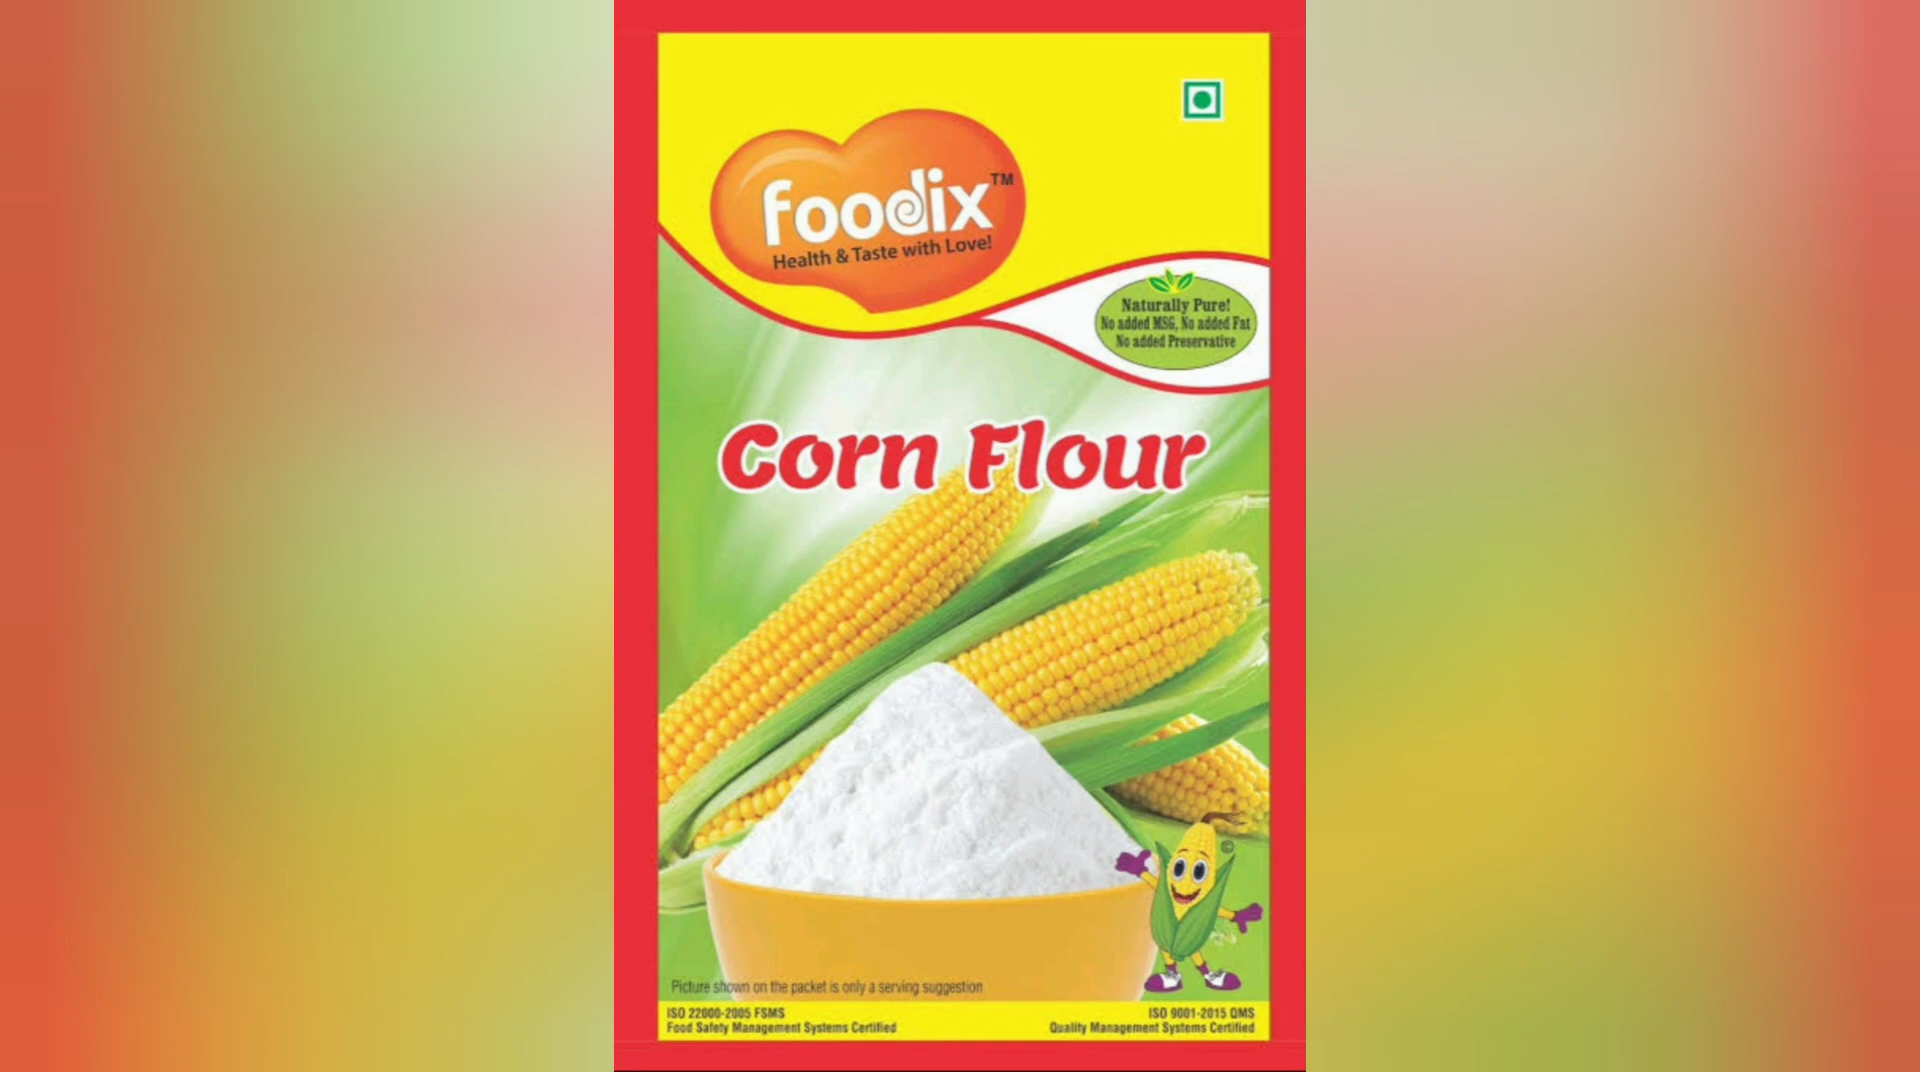 foodix™
Health & Taste with Love!
Naturally Pure!
No added MSG, No added Fat
No added Preservative
Corn Flour
©
Picture shown on the packet is only a serving suggestion
ISO 22000-2005 FSMS
Food Safety Management Systems Certified
ISO 9001-2015 QMS
Quality Management Systems Certified